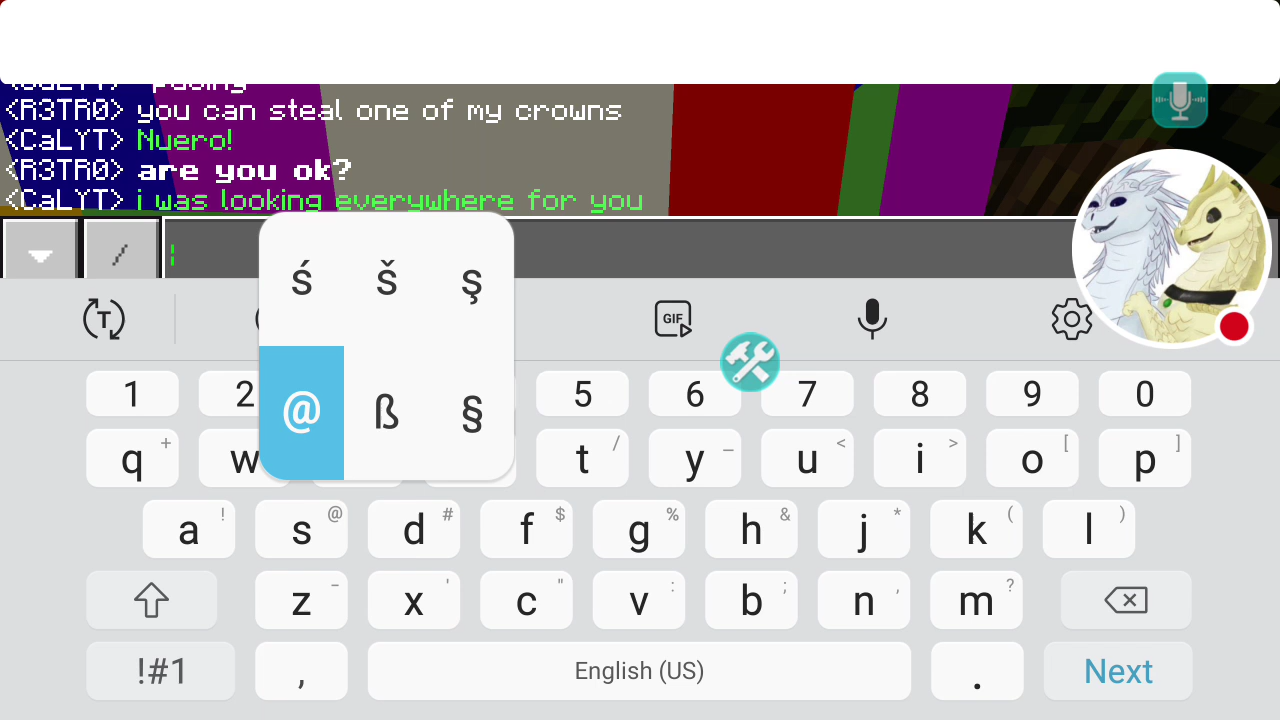 <R3TR0> you can steal one of my crowns
<CaLYT> Nuero!
<R3TR0> are you ok?
<CaLYT> i was looking everywhere for you
/
ś š ş
T GIF
@ ß §
1 2 5 6 7 8 9 0
q + w t / y _ u < i > o [ p ]
a ! s @ d # f $ g % h & j * k ( l )
z - x ' c " v : b ; n , m ?
!#1 , English (US) . Next